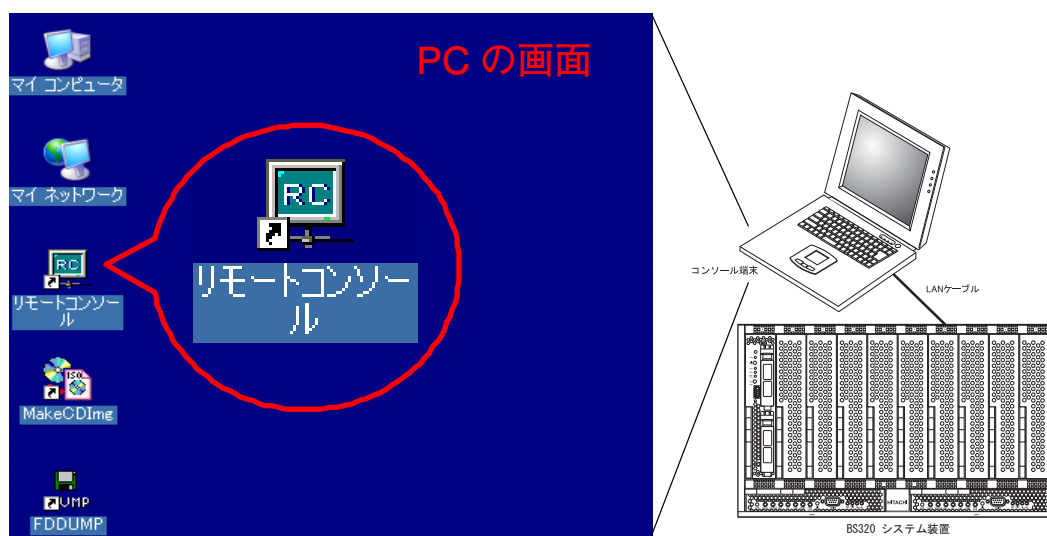 PC の画面
マイ コンピュータ
マイ ネットワーク
RC
リモートコンソー
ル
RC
リモートコンソー
ル
ISO
MakeCDImg
UMP
FDDUMP
コンソール端末
LANケーブル
HITACHI
BS320 システム装置